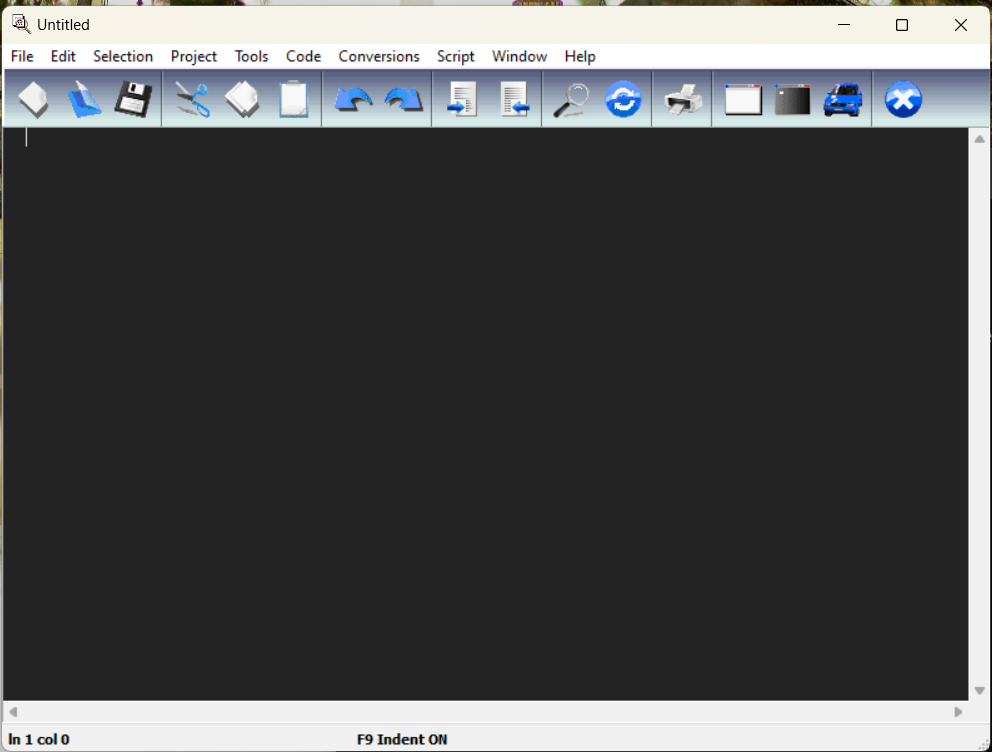 Untitled
File Edit Selection Project Tools Code Conversions Script Window Help
ln 1 col 0 F9 Indent ON